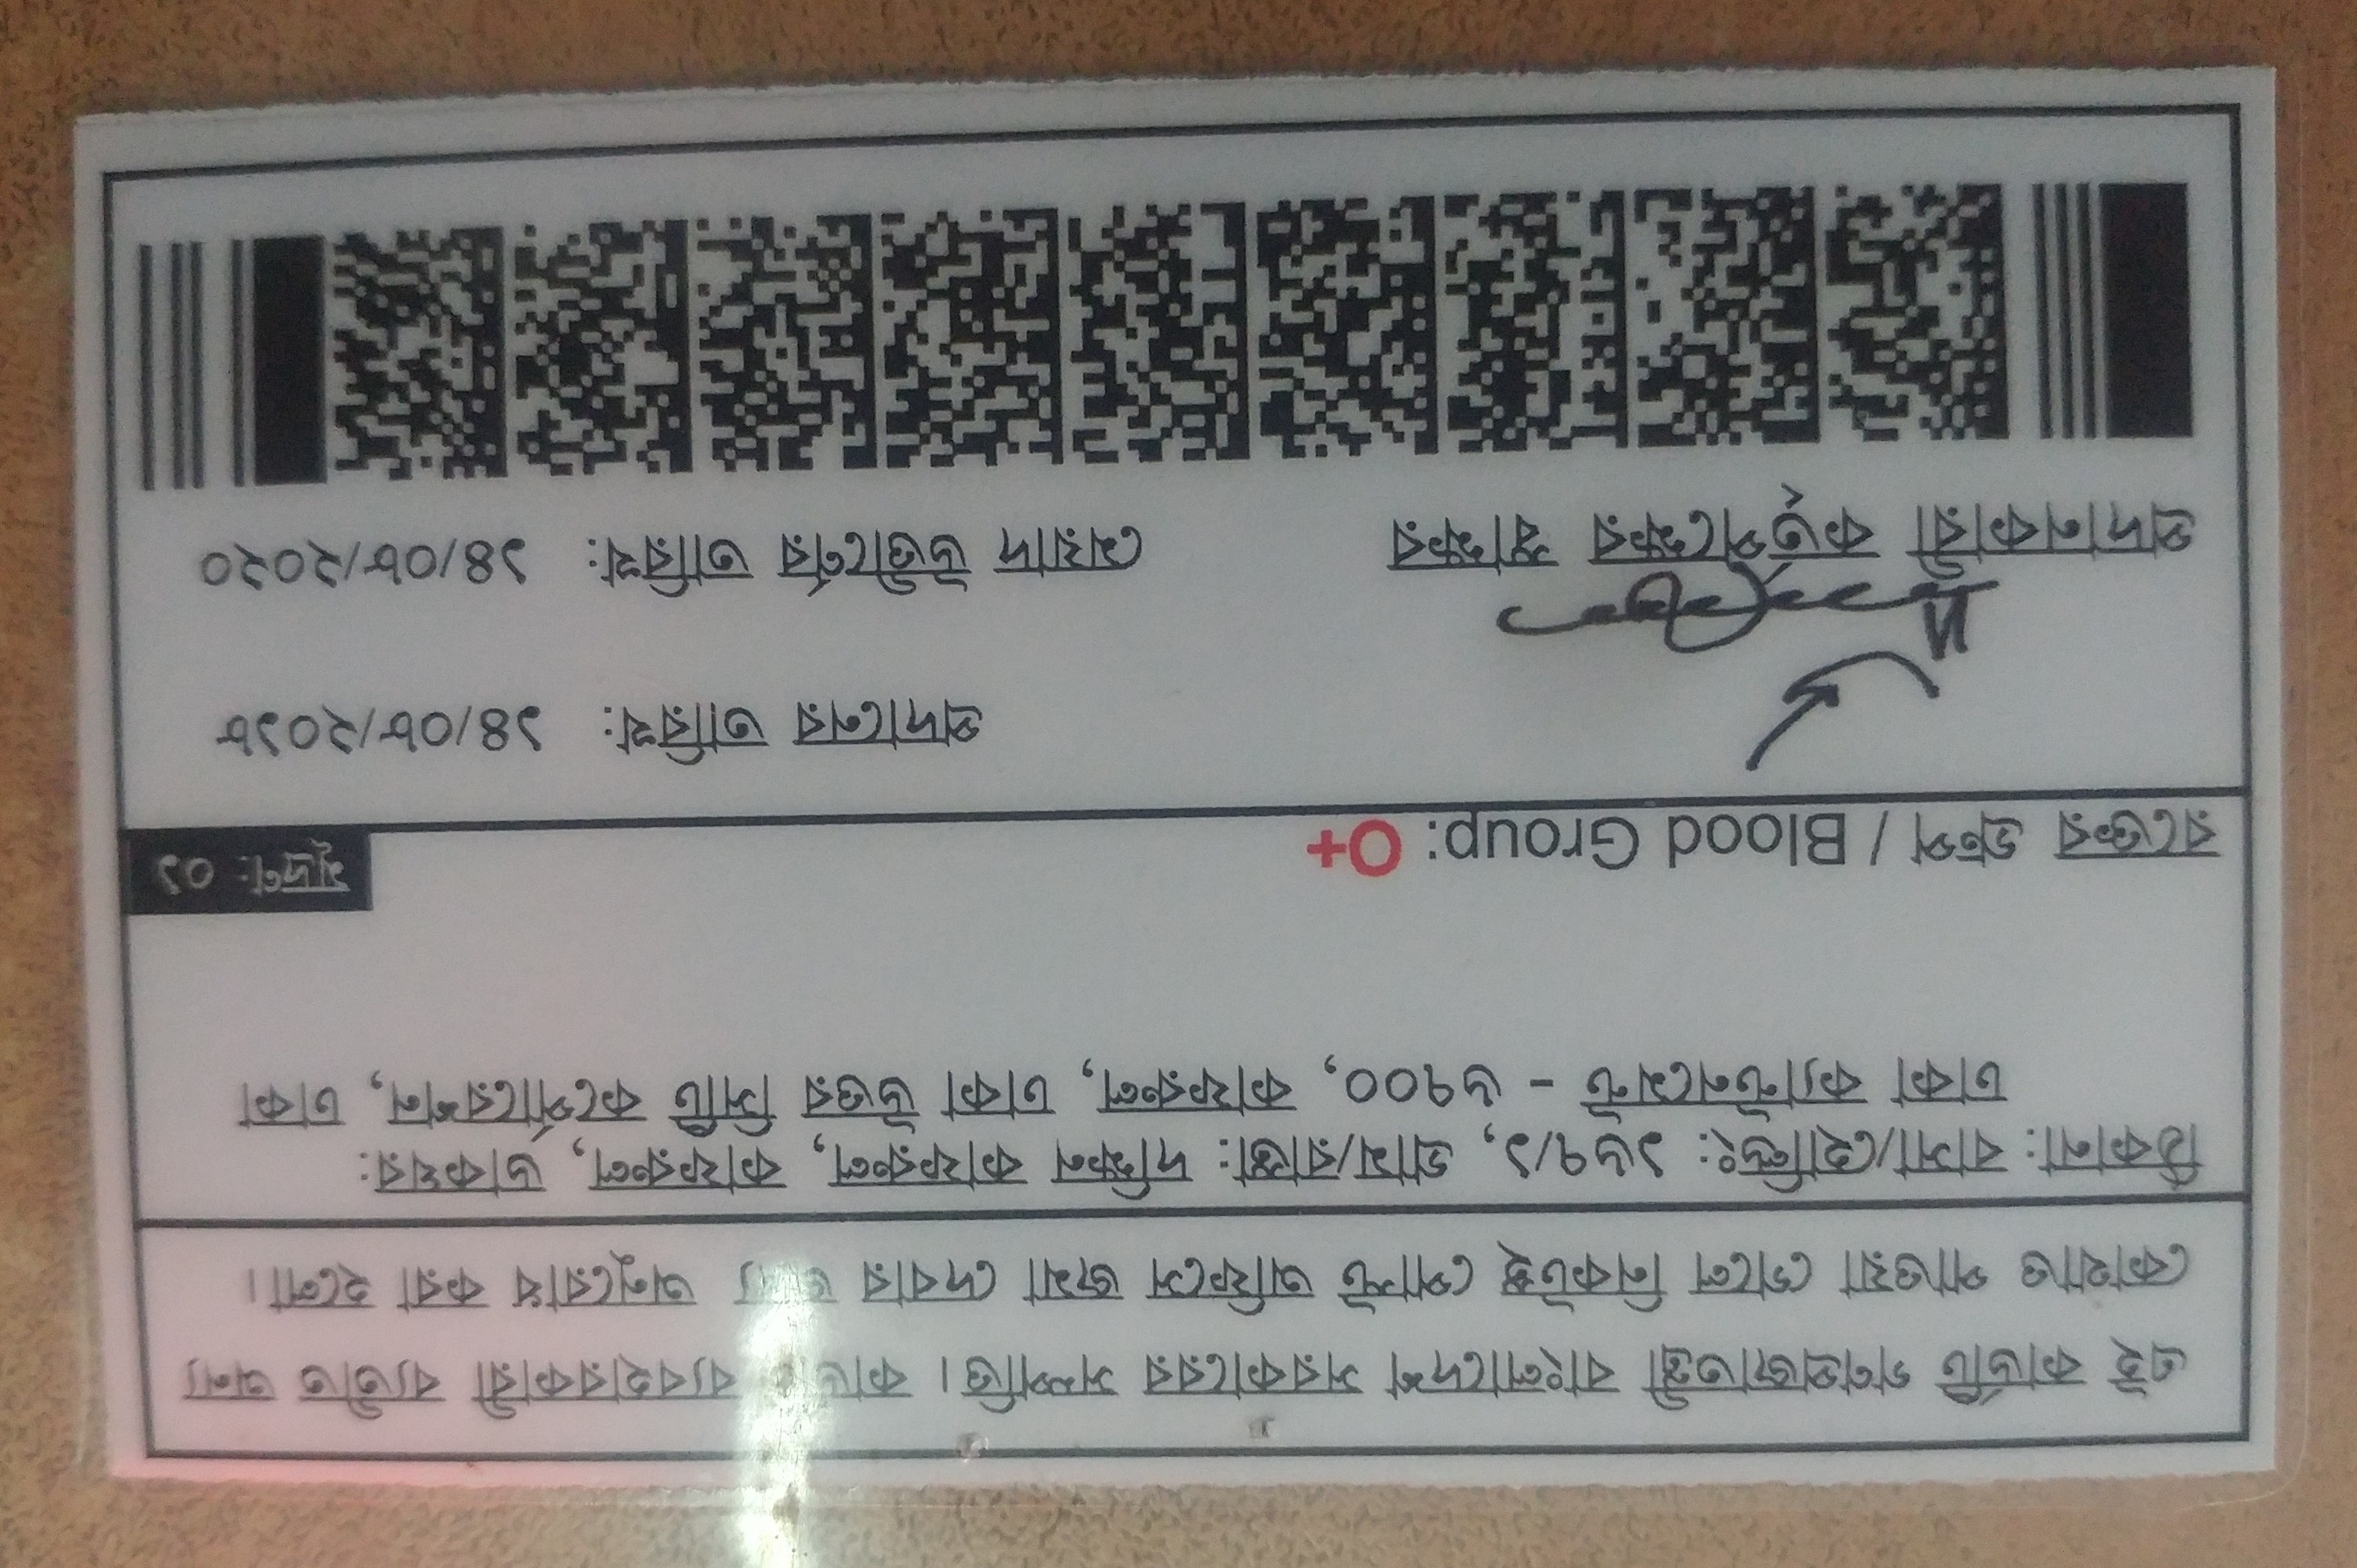 এই কার্ডটি গণপ্রজাতন্ত্রী বাংলাদেশ সরকারের সম্পত্তি। ব্যবহারকারী ব্যতীত অন্য
কোথাও পাওয়া গেলে নিকটস্থ পোস্ট অফিসে জমা দেবার অনুরোধ করা হলো।
ঠিকানা: বাসা/হোল্ডিং: ১৬৭/১, গ্রাম/রাস্তা: দক্ষিন কাফরুল, কাফরুল, ডাকঘর:
ঢাকা ক্যান্টনমেন্ট - ৬৭০০, কাফরুল, ঢাকা উত্তর সিটি কর্পোরেশন, ঢাকা
রক্তের গ্রুপ / Blood Group: O+
মূদ্রণ: ০১
প্রদানের তারিখ: ১৪/০৮/২০১৮
প্রদানকারী কর্তৃপক্ষের স্বাক্ষর
মেয়াদ উত্তীর্ণের তারিখ: ১৪/০৮/২০২০